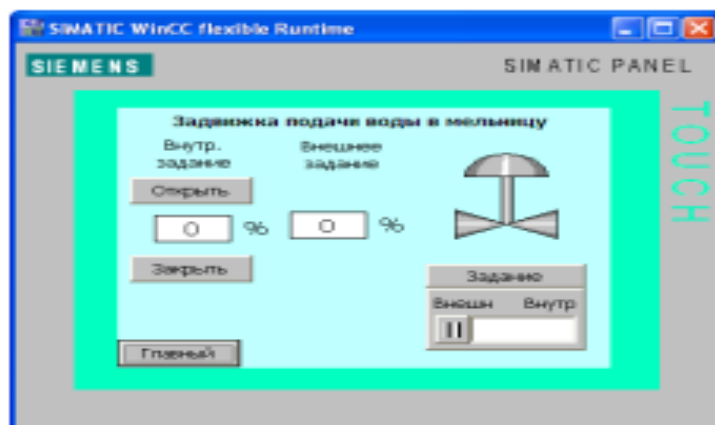 SIMATIC WinCC flexible Runtime
SIEMENS
SIMATIC PANEL
TOUCH
Задвижка подачи воды в мельницу
Внутр. задание
Внешнее задание
Открыть
0 %
0 %
Закрыть
Задание
Внешн Внутр
Главный